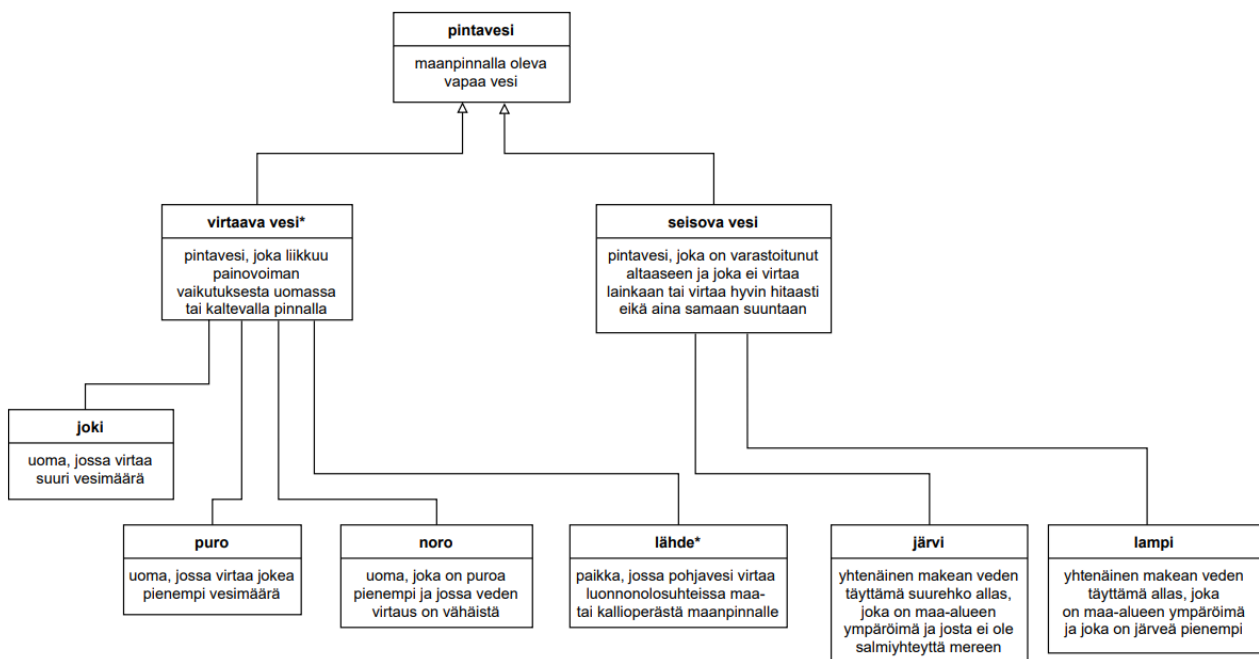 pintavesi
maanpinnalla oleva
vapaa vesi
virtaava vesi*
pintavesi, joka liikkuu
painovoiman
vaikutuksesta uomassa
tai kaltevalla pinnalla
seisova vesi
pintavesi, joka on varastoitunut
altaaseen ja joka ei virtaa
lainkaan tai virtaa hyvin hitaasti
eikä aina samaan suuntaan
joki
uoma, jossa virtaa
suuri vesimäärä
puro
uoma, jossa virtaa jokea
pienempi vesimäärä
noro
uoma, joka on puroa
pienempi ja jossa veden
virtaus on vähäistä
lähde*
paikka, jossa pohjavesi virtaa
luonnonolosuhteissa maa-
tai kallioperästä maanpinnalle
järvi
yhtenäinen makean veden
täyttämä suurehko allas,
joka on maa-alueen
ympäröimä ja josta ei ole
salmiyhteyttä mereen
lampi
yhtenäinen makean veden
täyttämä allas, joka
on maa-alueen ympäröimä
ja joka on järveä pienempi